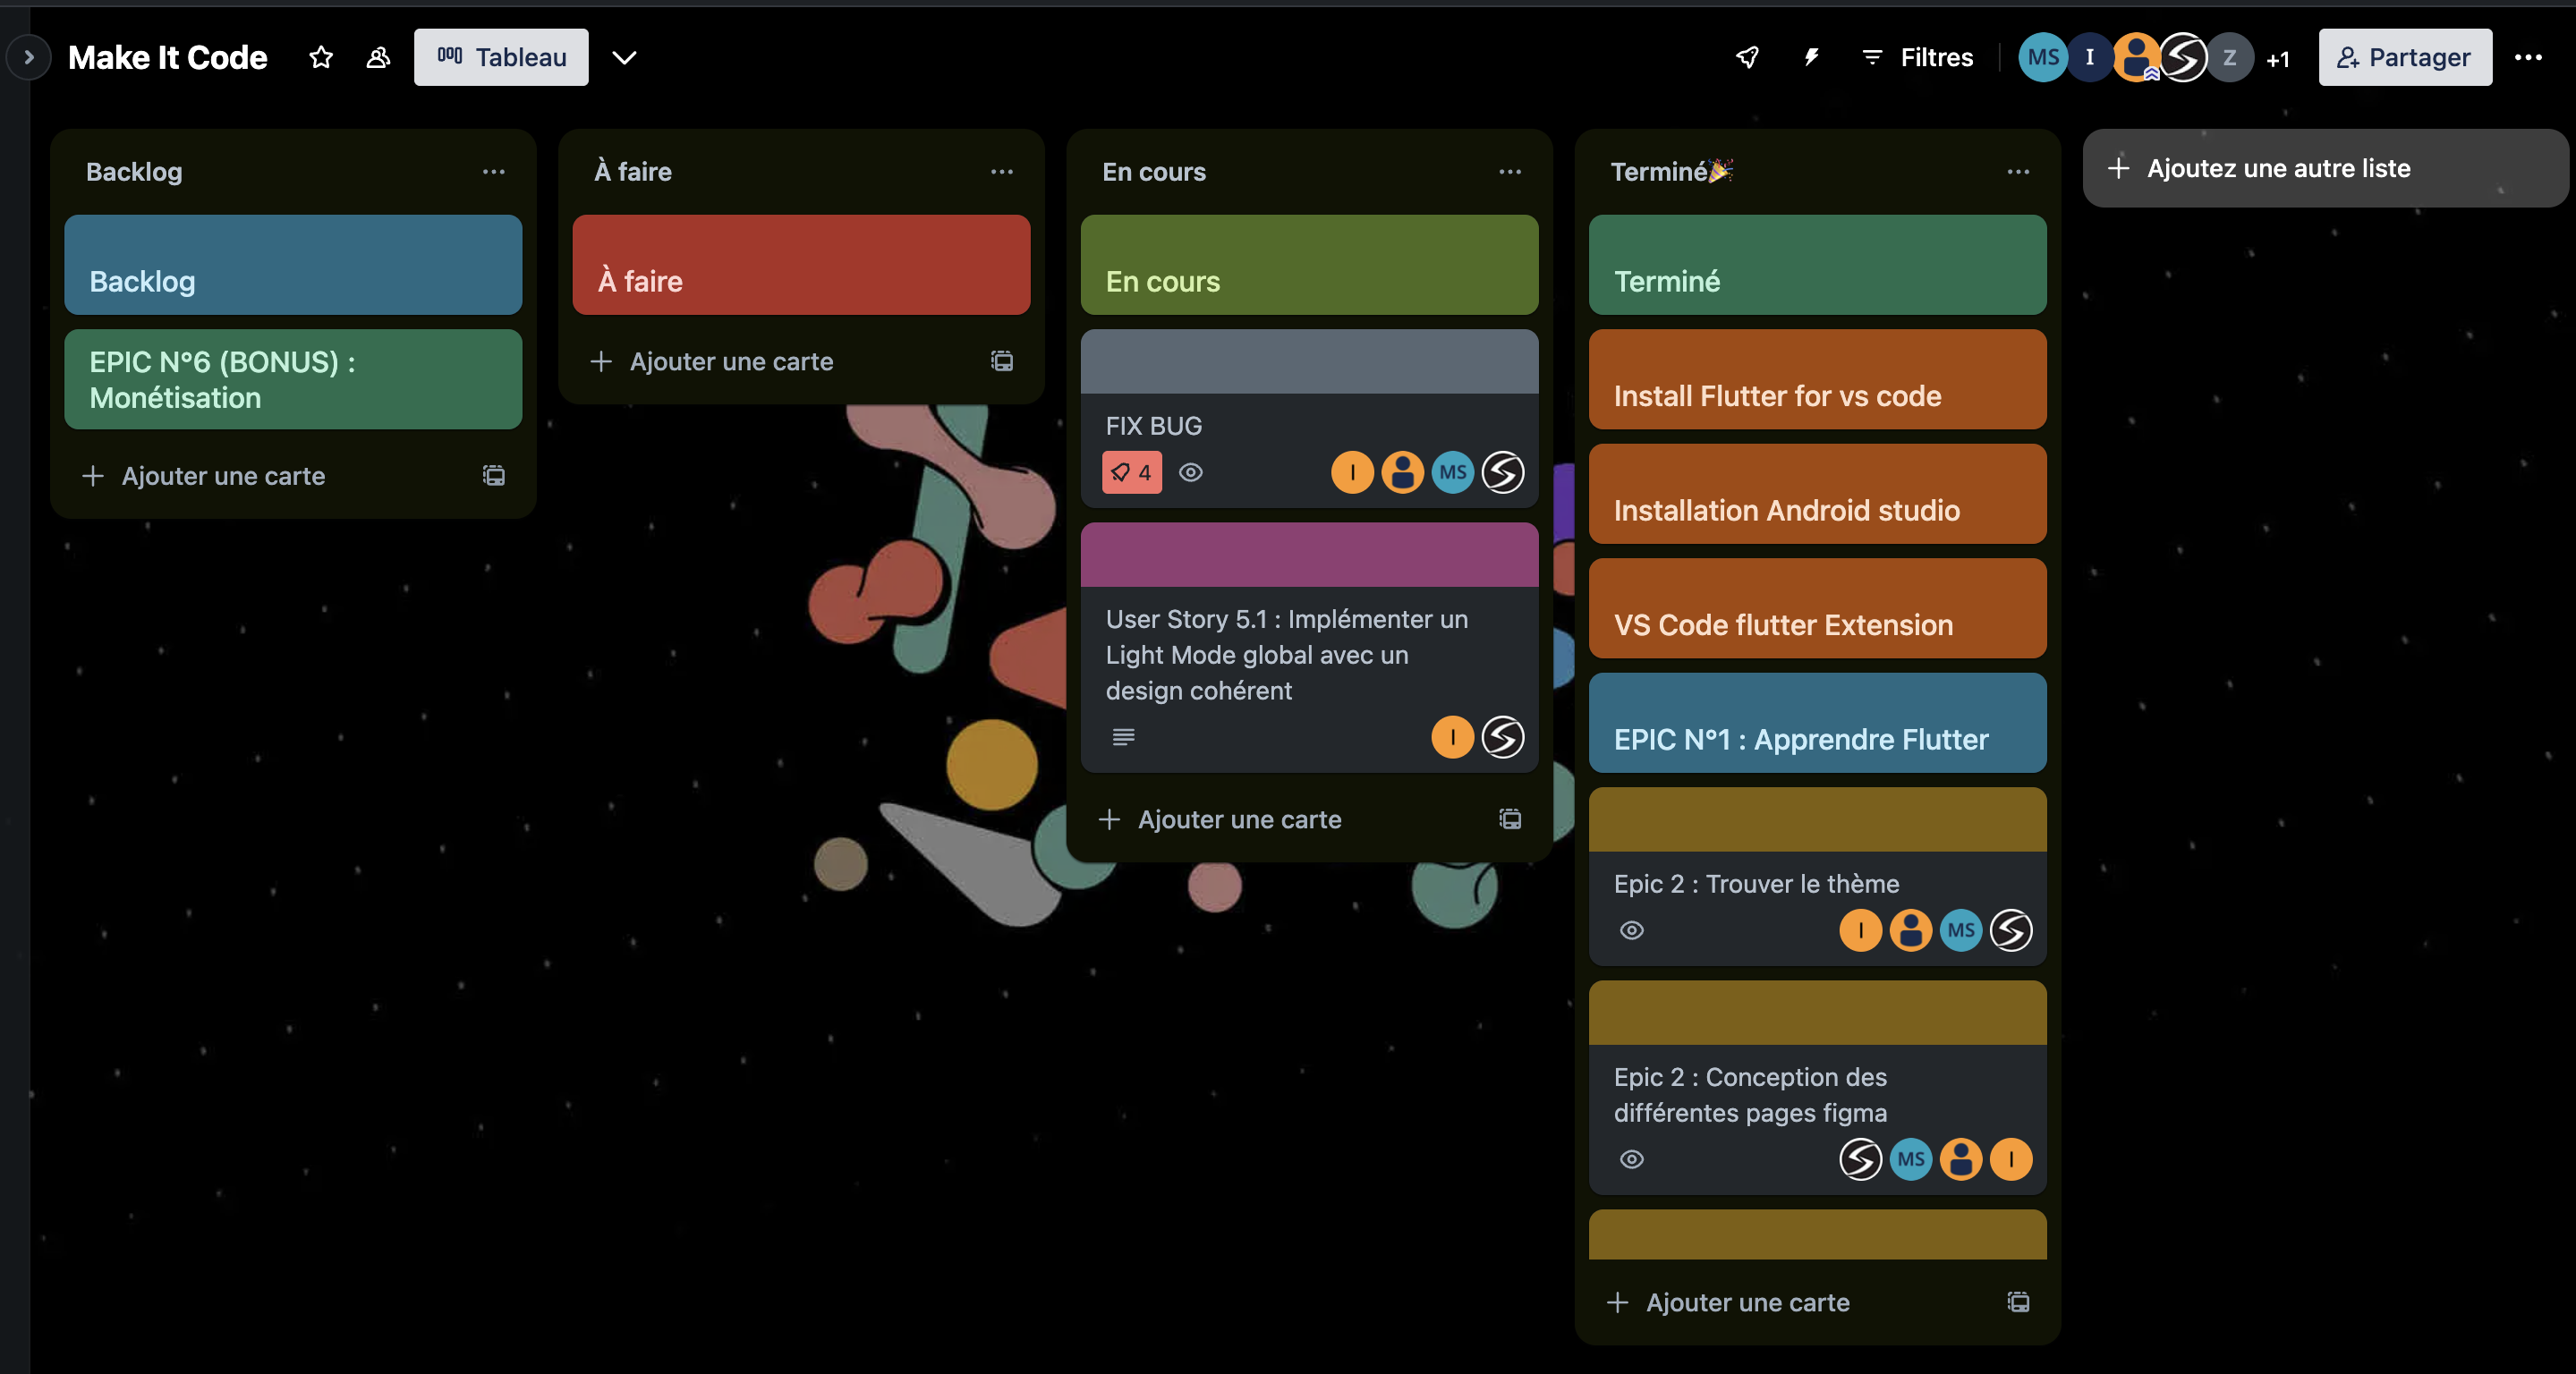 Make It Code
Tableau
Filtres
MS
I
Z
+1
Partager
Backlog
Backlog
EPIC N°6 (BONUS) :
Monétisation
Ajouter une carte
À faire
À faire
Ajouter une carte
En cours
En cours
FIX BUG
4
I
MS
User Story 5.1 : Implémenter un
Light Mode global avec un
design cohérent
I
Ajouter une carte
Terminé🎉
Terminé
Install Flutter for vs code
Installation Android studio
VS Code flutter Extension
EPIC N°1 : Apprendre Flutter
Epic 2 : Trouver le thème
I
MS
Epic 2 : Conception des
différentes pages figma
MS
I
Ajouter une carte
Ajoutez une autre liste